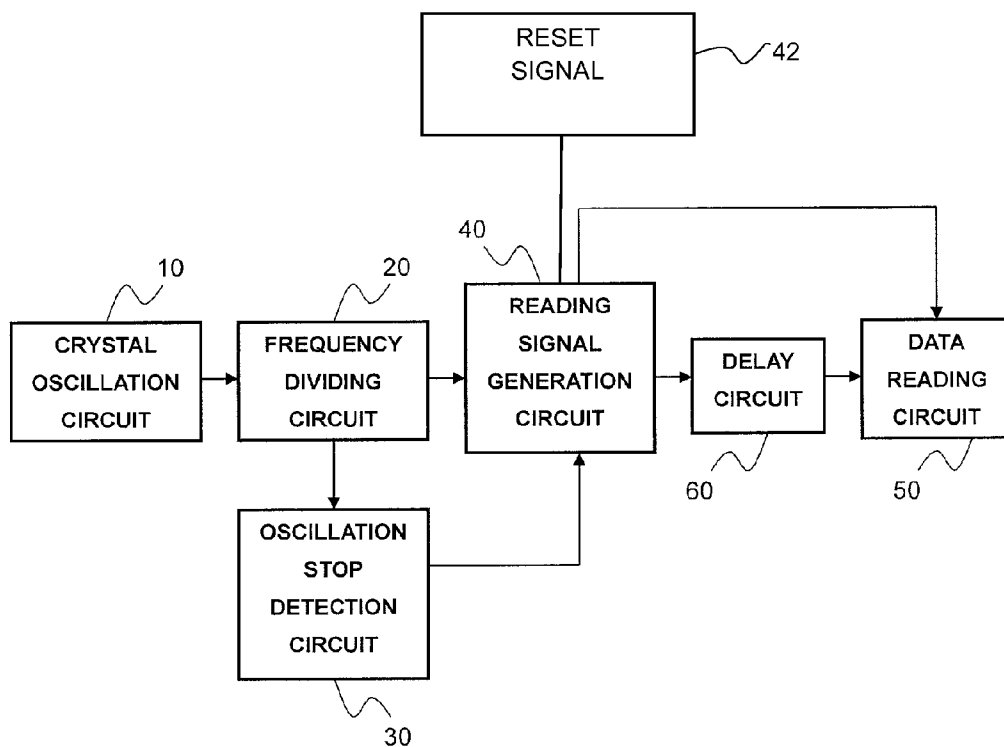 RESET
SIGNAL
42
40
10
20
CRYSTAL
OSCILLATION
CIRCUIT
FREQUENCY
DIVIDING
CIRCUIT
READING
SIGNAL
GENERATION
CIRCUIT
DELAY
CIRCUIT
DATA
READING
CIRCUIT
60
50
OSCILLATION
STOP
DETECTION
CIRCUIT
30